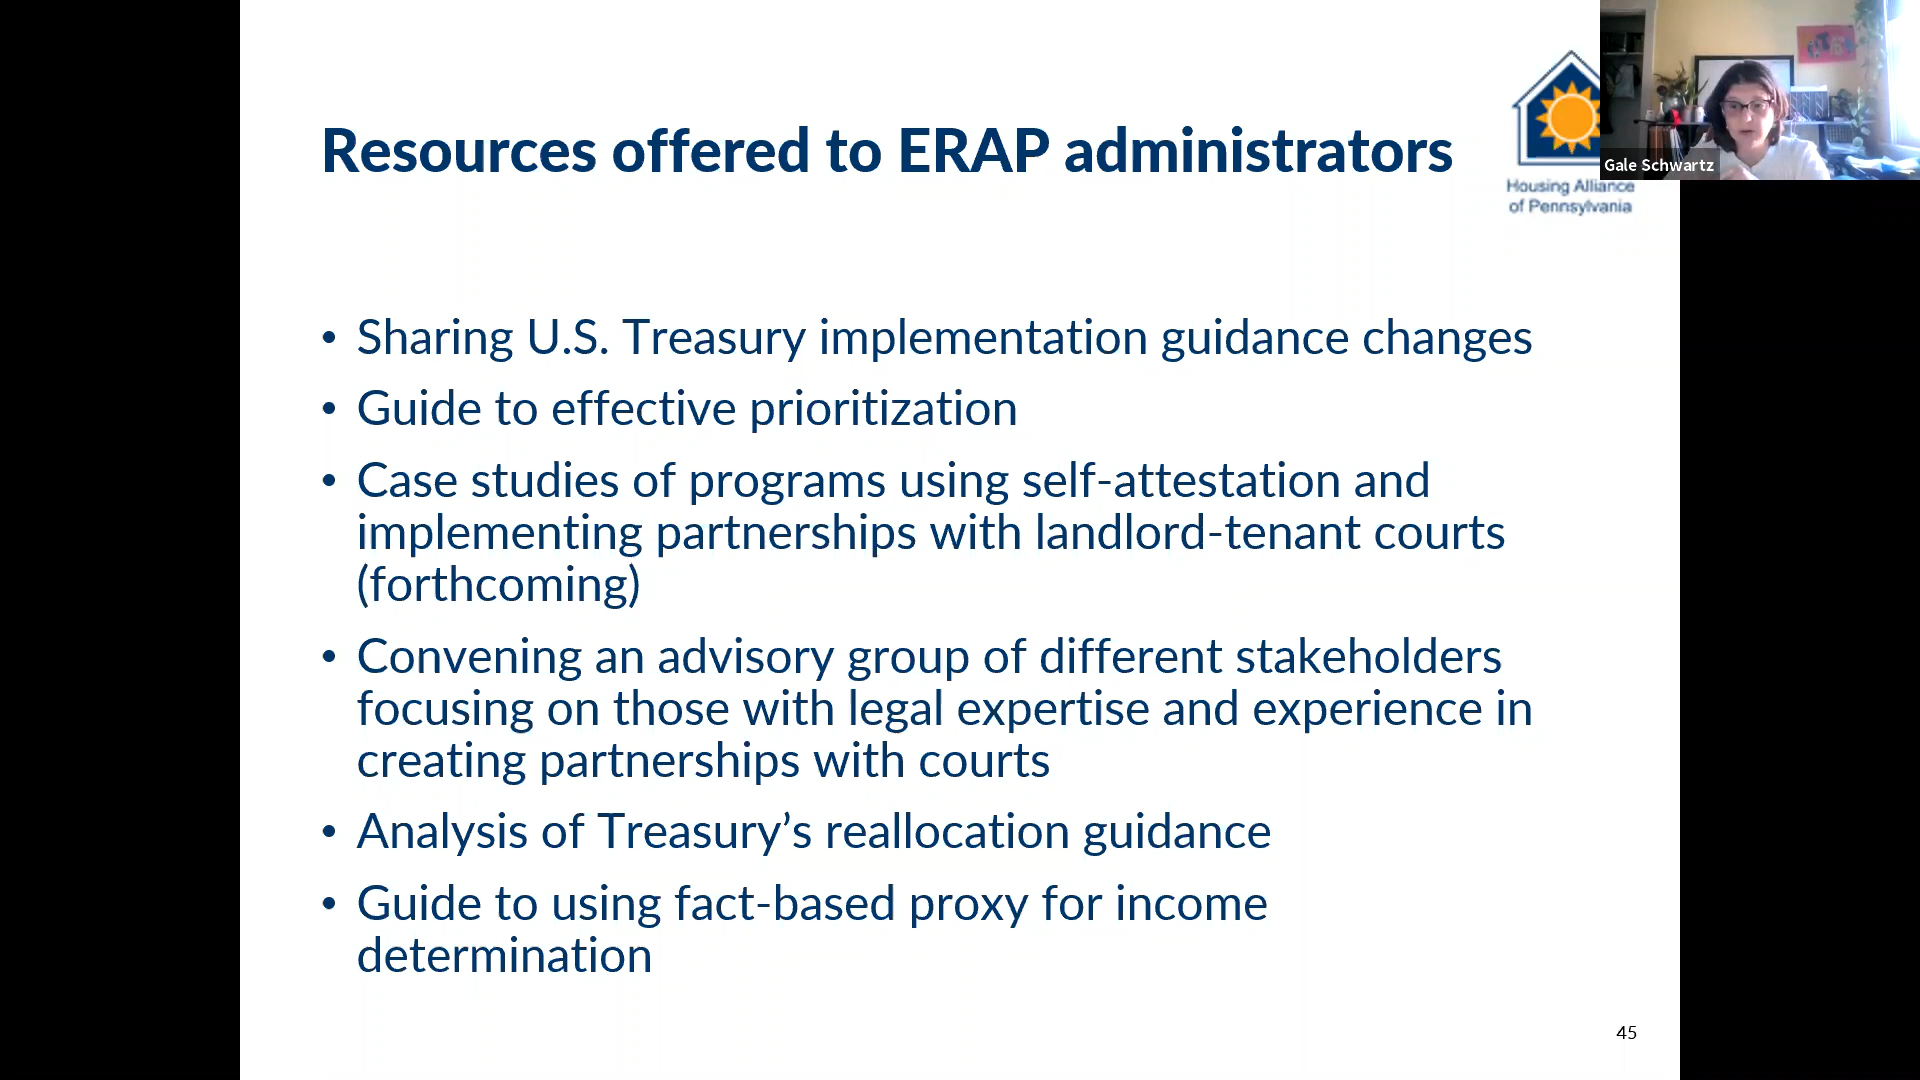 Resources offered to ERAP administrators
Housing Alliance
of Pennsylvania
Gale Schwartz
• Sharing U.S. Treasury implementation guidance changes
• Guide to effective prioritization
• Case studies of programs using self-attestation and
implementing partnerships with landlord-tenant courts
(forthcoming)
• Convening an advisory group of different stakeholders
focusing on those with legal expertise and experience in
creating partnerships with courts
• Analysis of Treasury’s reallocation guidance
• Guide to using fact-based proxy for income
determination
45